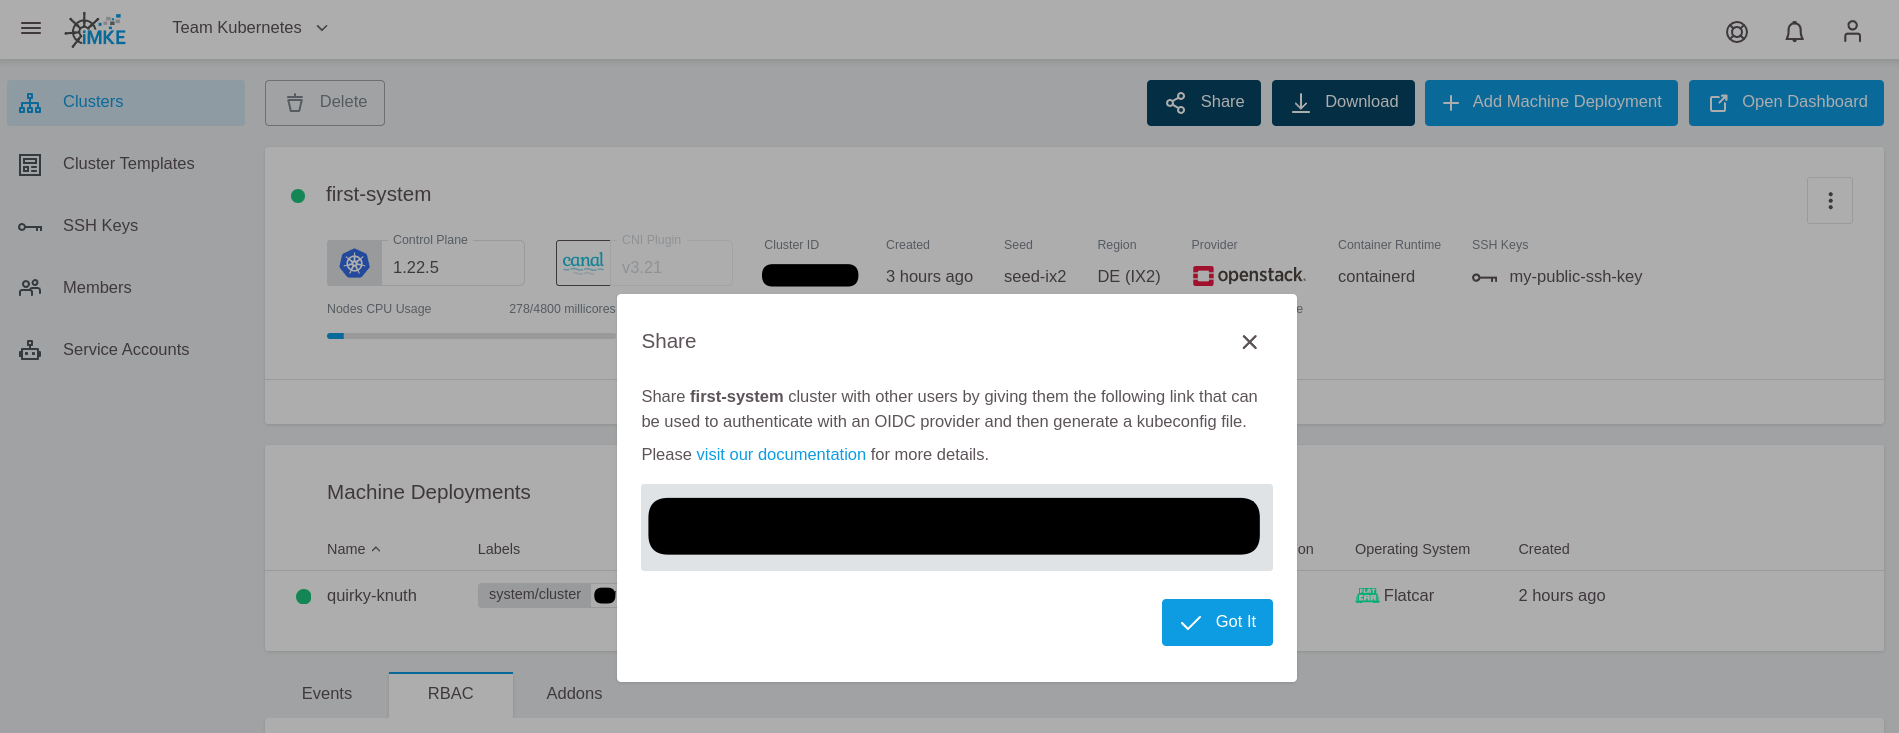 iMKE
Team Kubernetes
Clusters
Cluster Templates
SSH Keys
Members
Service Accounts
Delete
Share
Download
Add Machine Deployment
Open Dashboard
first-system
Control Plane
1.22.5
canal
CNI Plugin
v3.21
Cluster ID
Created
3 hours ago
Seed
seed-ix2
Region
DE (IX2)
Provider
openstack.
Container Runtime
containerd
SSH Keys
my-public-ssh-key
Nodes CPU Usage
278/4800 millicores
e
Share
Share first-system cluster with other users by giving them the following link that can
be used to authenticate with an OIDC provider and then generate a kubeconfig file.
Please visit our documentation for more details.
Got It
Machine Deployments
Name
Labels
on
Operating System
Created
quirky-knuth
system/cluster
FLAT
CAR
Flatcar
2 hours ago
Events
RBAC
Addons